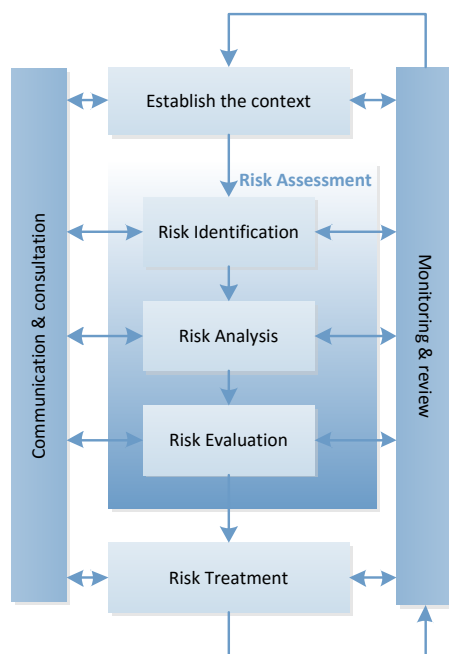 Establish the context
Risk Assessment
Risk Identification
Risk Analysis
Risk Evaluation
Risk Treatment
Communication & consultation
Monitoring & review